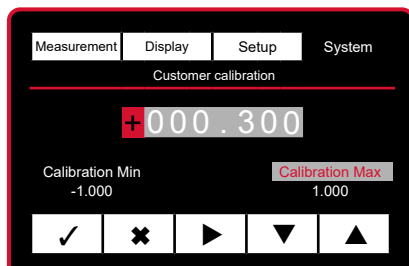 Measurement Display Setup System
Customer calibration
+000.300
Calibration Min Calibration Max
-1.000 1.000